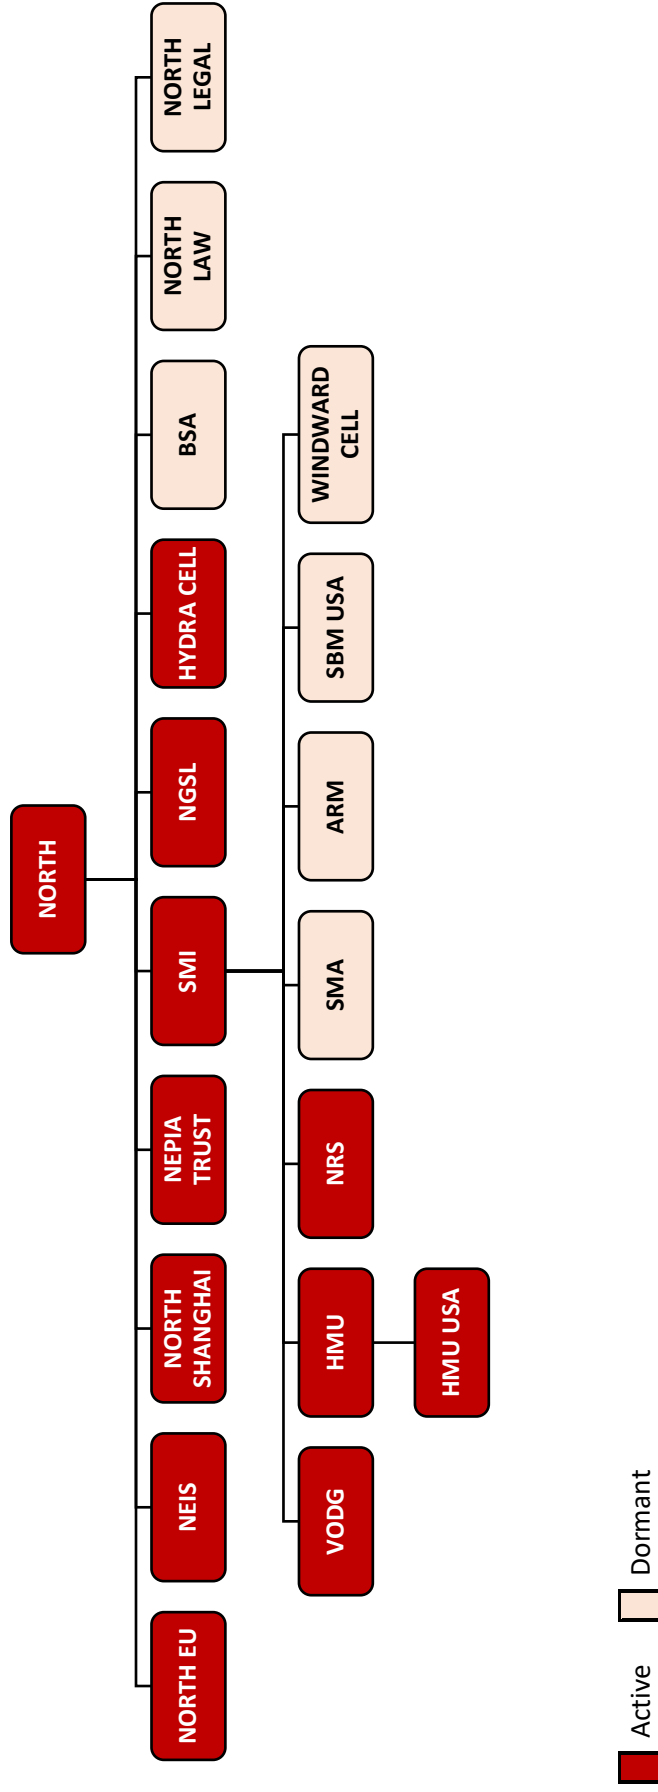 NORTH
NORTH EU
NEIS
NORTH
SHANGHAI
NEPIA
TRUST
SMI
NGSL
HYDRA CELL
BSA
NORTH
LAW
NORTH
LEGAL
VODG
HMU
NRS
SMA
ARM
SBM USA
WINDWARD
CELL
HMU USA
Active
Dormant